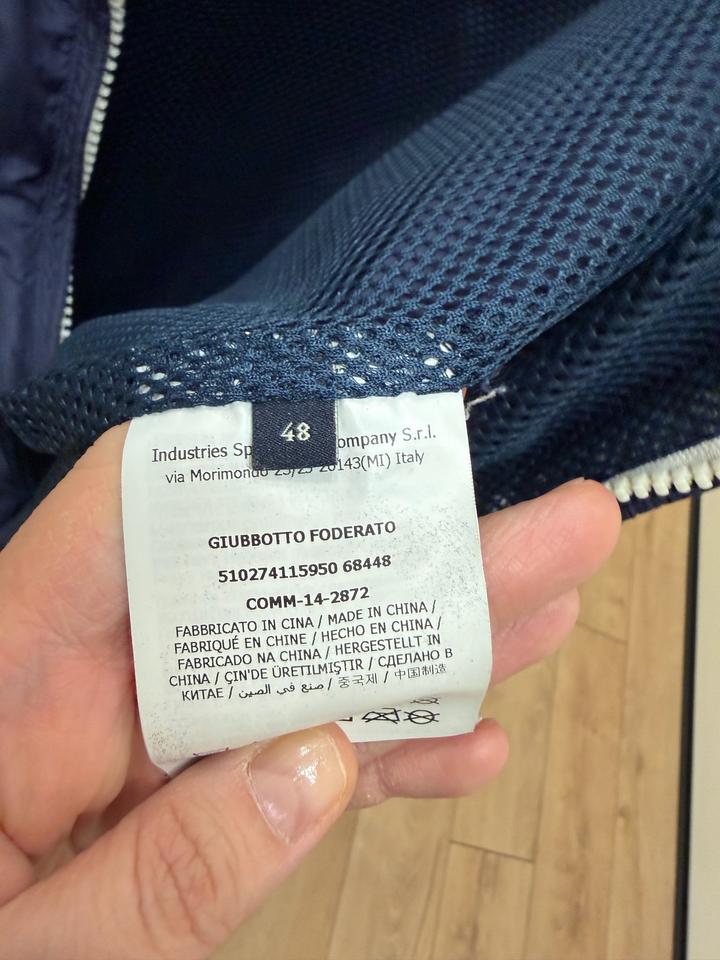 48
Industries Sp ompany S.r.l.
via Morimondo 20143(MI) Italy
GIUBBOTTO FODERATO
510274115950 68448
COMM-14-2872
FABBRICATO IN CINA / MADE IN CHINA /
FABRIQUÉ EN CHINE / HECHO EN CHINA /
FABRICADO NA CHINA / HERGESTELLT IN
CHINA / ÇIN'DE ÜRETILMIŞTIR / СДЕЛАНО В
КИТАЕ / صنع في الصين / 중국제 / 中国制造